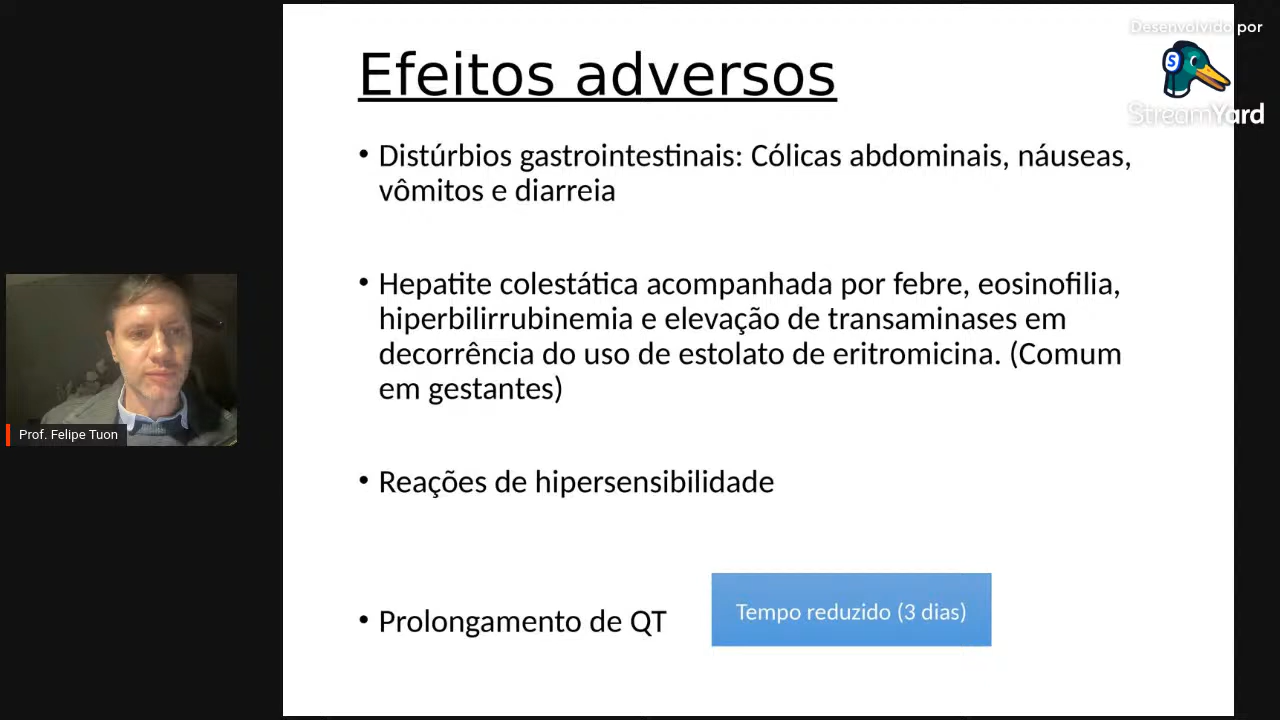 Desenvolvido por
StreamYard
Efeitos adversos
• Distúrbios gastrointestinais: Cólicas abdominais, náuseas,
vômitos e diarreia
• Hepatite colestática acompanhada por febre, eosinofilia,
hiperbilirrubinemia e elevação de transaminases em
decorrência do uso de estolato de eritromicina. (Comum
em gestantes)
• Reações de hipersensibilidade
• Prolongamento de QT
Tempo reduzido (3 dias)
Prof. Felipe Tuon